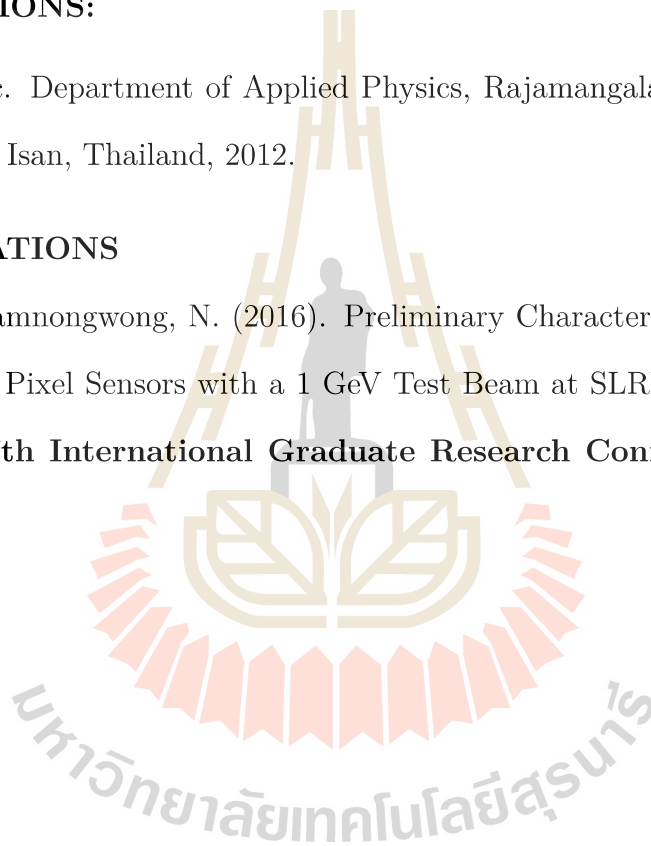 IONS:
c. Department of Applied Physics, Rajamangala
Isan, Thailand, 2012.
ATIONS
amnongwong, N. (2016). Preliminary Character
Pixel Sensors with a 1 GeV Test Beam at SLR
th International Graduate Research Con
มหาวิทยาลัยเทคโนโลยีสุรนารี